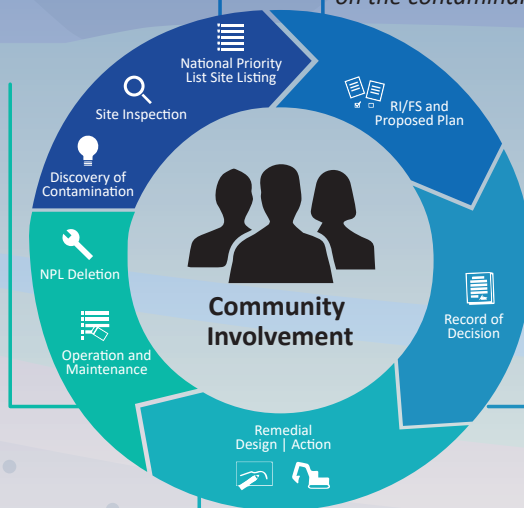 on the contamina
National Priority
List Site Listing
Site Inspection
Discovery of
Contamination
RI/FS and
Proposed Plan
Record of
Decision
Remedial
Design | Action
Operation and
Maintenance
NPL Deletion
Community
Involvement